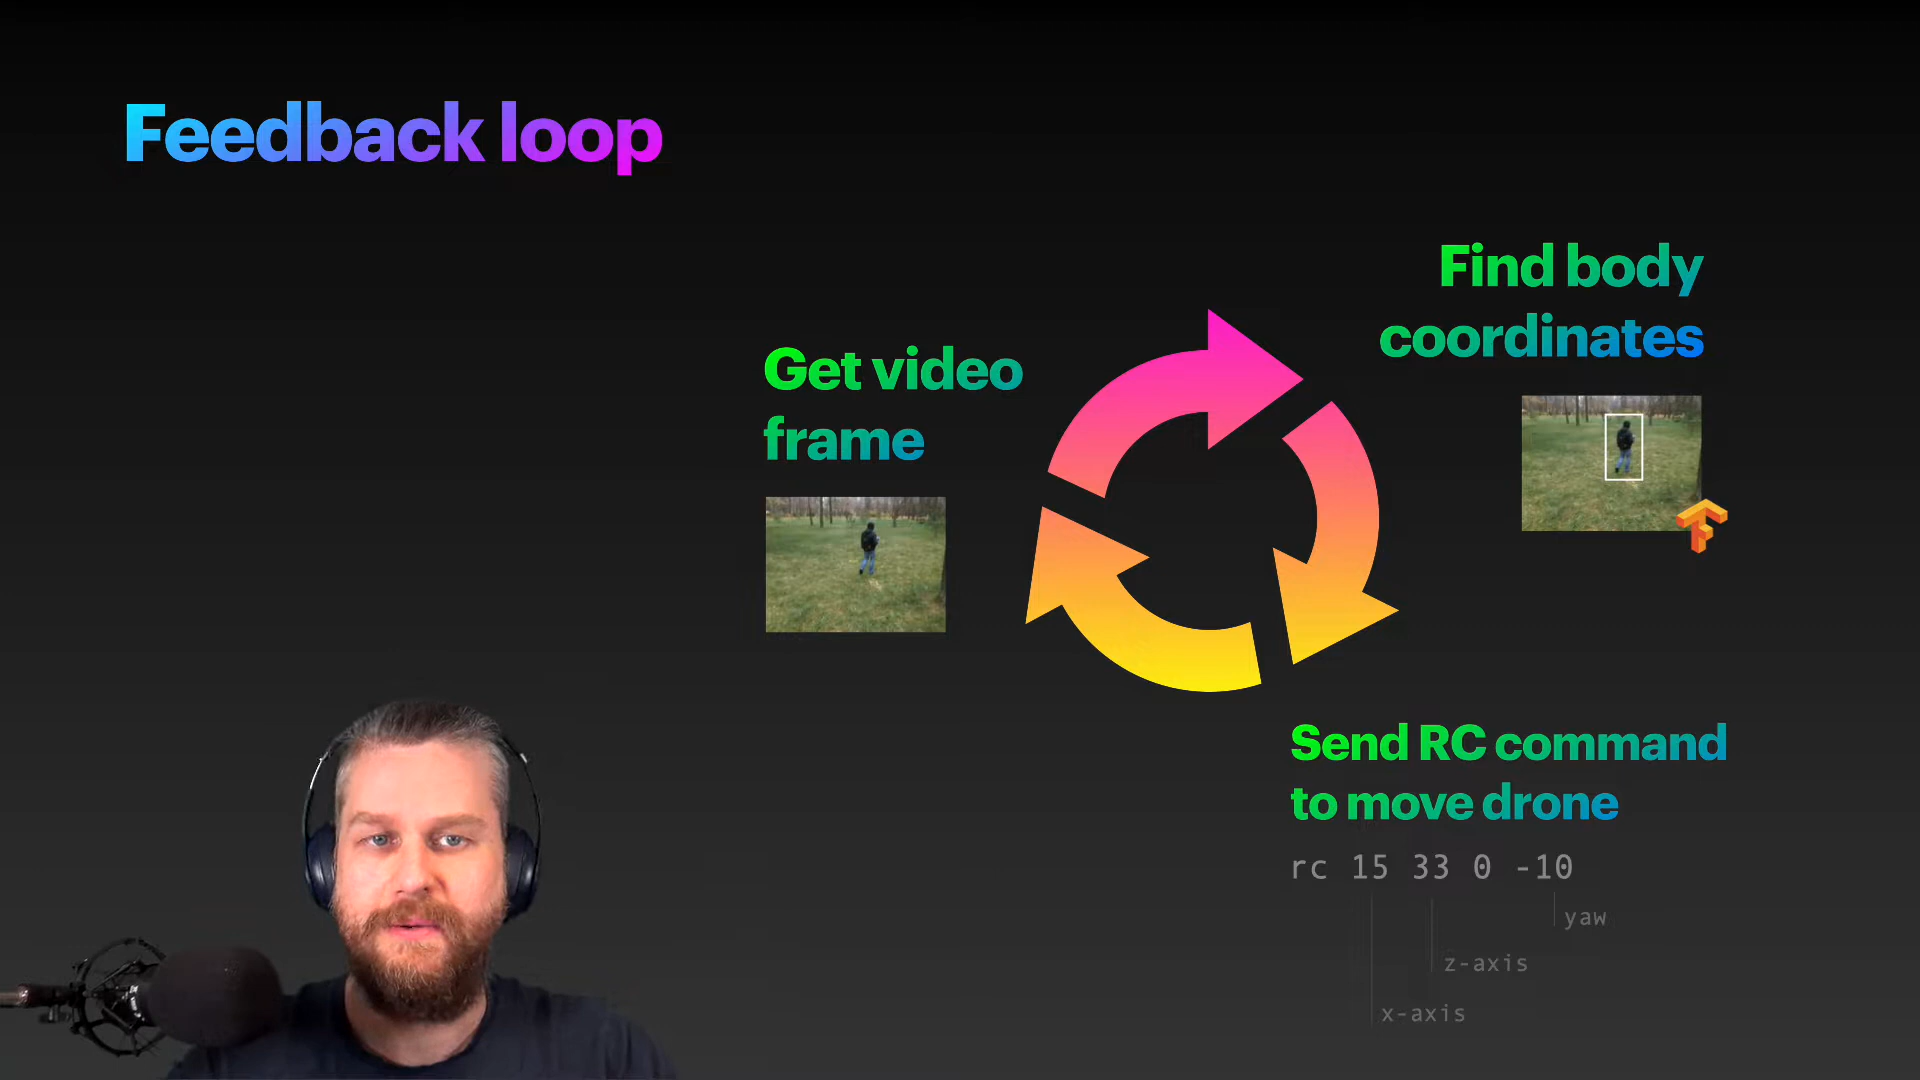 Feedback loop
Get video
frame
Find body
coordinates
Send RC command
to move drone
rc 15 33 0 -10
yaw
z-axis
x-axis